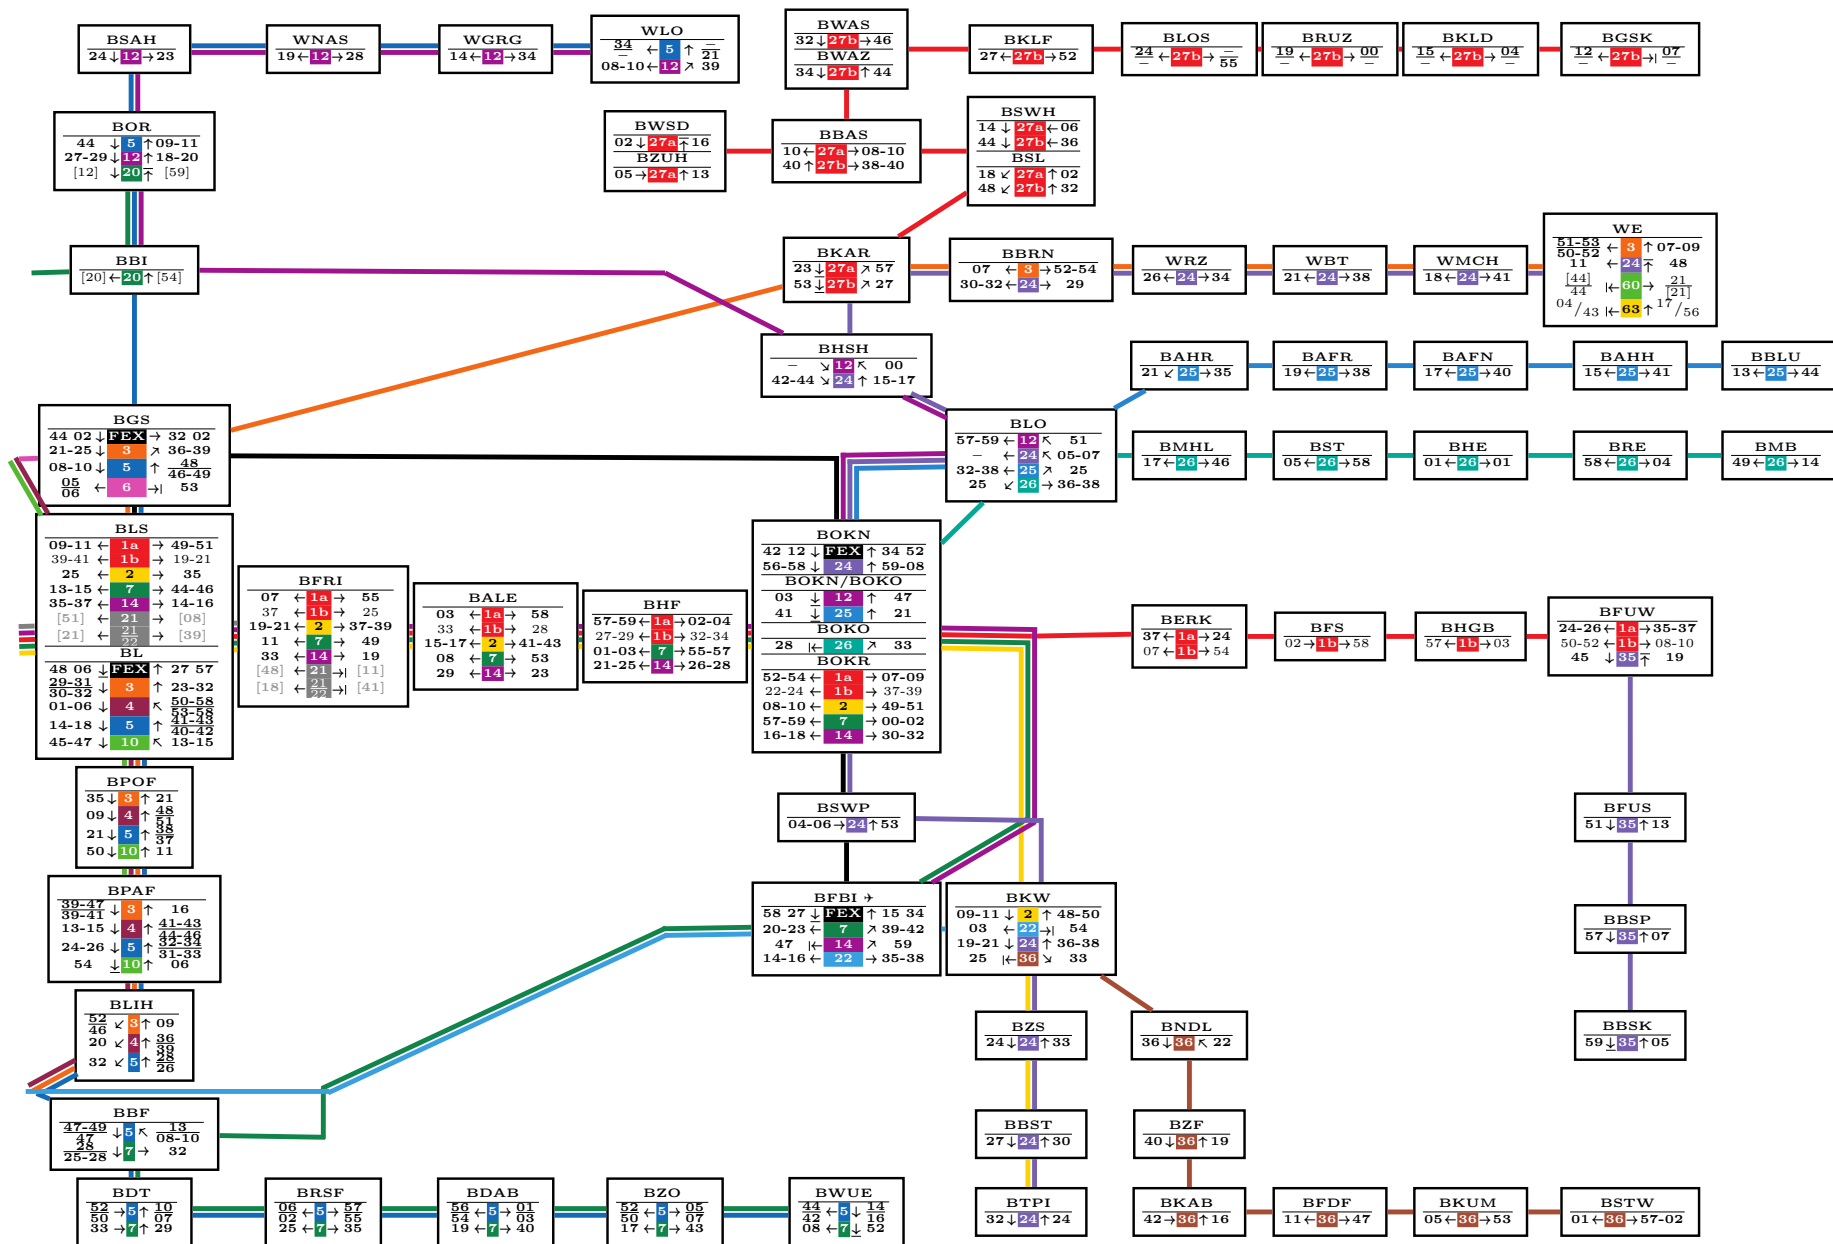 BSAH
24↓12→23
WNAS
19←12→28
WGRG
14←12→34
WLO
34/– ← 5 ↑ –/21
08-10←12↗ 39
BWAS
32↓27b→46
BWAZ
34↓27b↑44
BKLF
27←27b→52
BLOS
24/– ←27b→ –/55
BRUZ
19/– ←27b→ 00/–
BKLD
15/– ←27b→ 04/–
BGSK
12/– ←27b→| 07/–
BOR
44 ↓ 5 ↑09-11
27-29↓12↑18-20
[12] ↓20↑ [59]
BWSD
02↓27a↑16
BZUH
05→27a↑13
BBAS
10←27a→08-10
40↑27b→38-40
BSWH
14↓27a←06
44↓27b←36
BSL
18↙27a↑02
48↙27b↑32
BBI
[20]←20↑[54]
BKAR
23↓27a↗57
53↓27b↗27
BBRN
07 ← 3 →52-54
30-32←24→ 29
WRZ
26←24→34
WBT
21←24→38
WMCH
18←24→41
WE
51-53/50-52 ← 3 ↑07-09
11 ←24↑ 48
[44]/44 |←60→ 21/[21]
04/43 |←63↑ 17/56
BHSH
– ↘12↖ 00
42-44↘24↑15-17
BAHR
21↙25→35
BAFR
19←25→38
BAFN
17←25→40
BAHH
15←25→41
BBLU
13←25→44
BGS
44 02↓FEX→ 32 02
21-25↓ 3 ↗ 36-39
08-10↓ 5 ↑ 48/46-49
05/06 ← 6 →| 53
BLO
57-59←12↖ 51
– ←24↖05-07
32-38←25↗ 25
25 ↙26→36-38
BMHL
17←26→46
BST
05←26→58
BHE
01←26→01
BRE
58←26→04
BMB
49←26→14
BLS
09-11← 1a →49-51
39-41← 1b →19-21
25 ← 2 → 35
13-15← 7 →44-46
35-37← 14 →14-16
[51] ← 21 → [08]
[21] ← 21/22 → [39]
BL
48 06↓FEX↑ 27 57
29-31/30-32 ↓ 3 ↑ 23-32
01-06↓ 4 ↖ 50-58/53-58
14-18↓ 5 ↑ 41-43/40-42
45-47↓ 10 ↖ 13-15
BFRI
07 ← 1a → 55
37 ← 1b → 25
19-21← 2 →37-39
11 ← 7 → 49
33 ←14→ 19
[48] ←21→| [11]
[18] ← 21/22 →| [41]
BALE
03 ←1a→ 58
33 ←1b→ 28
15-17← 2 →41-43
08 ← 7 → 53
29 ←14→ 23
BHF
57-59←1a→02-04
27-29←1b→32-34
01-03← 7 →55-57
21-25←14→26-28
BOKN
42 12↓FEX↑34 52
56-58↓ 24 ↑59-08
BOKN/BOKO
03 ↓ 12 ↑ 47
41 ↓ 25 ↑ 21
BOKO
28 |← 26 ↗ 33
BOKR
52-54← 1a →07-09
22-24← 1b →37-39
08-10← 2 →49-51
57-59← 7 →00-02
16-18← 14 →30-32
BERK
37←1a→24
07←1b→54
BFS
02→1b→58
BHGB
57←1b→03
BFUW
24-26←1a→35-37
50-52←1b→08-10
45 ↓35↑ 19
BPOF
35↓ 3 ↑21
09↓ 4 ↑ 48/51
21↓ 5 ↑ 38/37
50↓10↑ 11
BSWP
04-06→24↑53
BFUS
51↓35↑13
BPAF
39-47/39-41 ↓ 3 ↑ 16
13-15↓ 4 ↑ 41-43/44-46
24-26↓ 5 ↑ 32-34/31-33
54 ↓10↑ 06
BFBI ✈
58 27↓FEX↑15 34
20-23← 7 ↗39-42
47 |← 14 ↗ 59
14-16← 22 →35-38
BKW
09-11↓ 2 ↑48-50
03 ←22→| 54
19-21↓24↑36-38
25 |←36↘ 33
BBSP
57↓35↑07
BLIH
52/46 ↙3↑09
20 ↙4↑ 36/39
32 ↙5↑ 28/26
BZS
24↓24↑33
BNDL
36↓36↖22
BBSK
59↓35↑05
BBF
47-49/47 ↓5↖ 13/08-10
28/25-28 ↓7→ 32
BBST
27↓24↑30
BZF
40↓36↑19
BDT
52/50 →5↑ 10/07
33→7↑29
BRSF
06/02 ←5→ 57/55
25←7→35
BDAB
56/54 ←5→ 01/03
19←7→40
BZO
52/50 ←5→ 05/07
17←7→43
BWUE
44/42 ←5↓ 14/16
08←7↓52
BTPI
32↓24↑24
BKAB
42→36↑16
BFDF
11←36→47
BKUM
05←36→53
BSTW
01←36→57-02